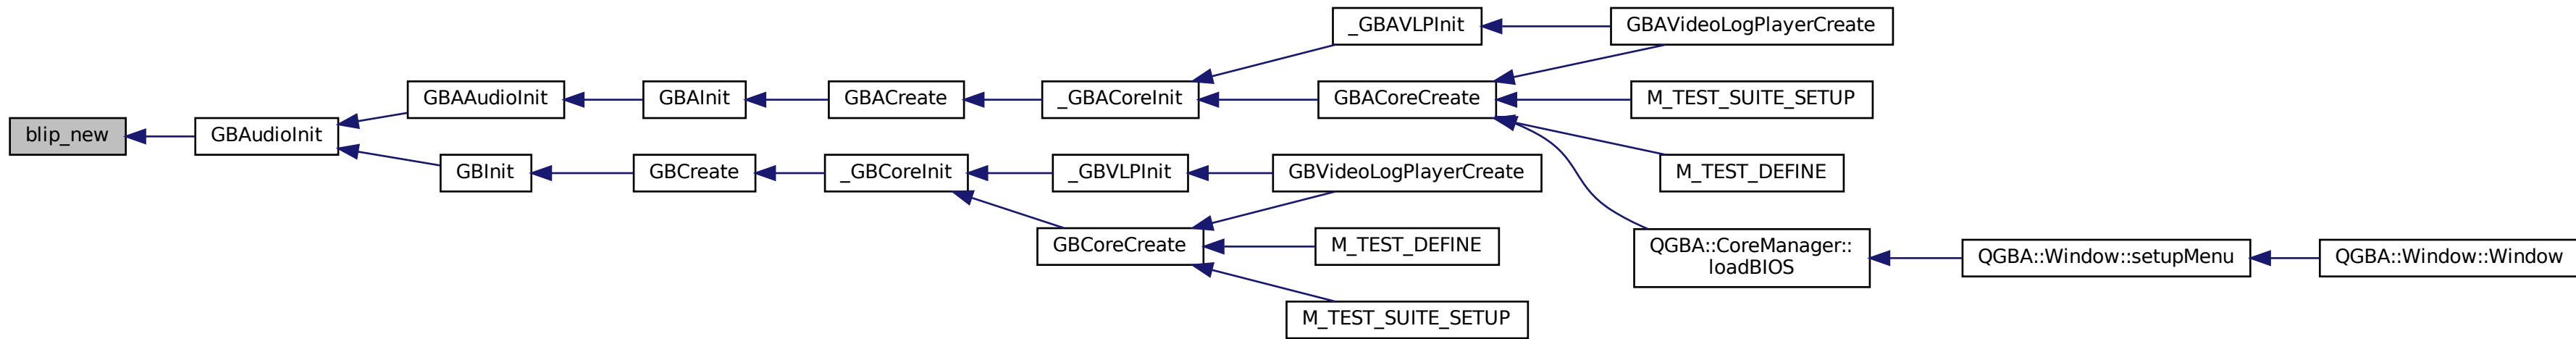 _GBAVLPInit
GBAVideoLogPlayerCreate
GBAAudioInit
GBAInit
GBACreate
_GBACoreInit
GBACoreCreate
M_TEST_SUITE_SETUP
blip_new
GBAudioInit
GBInit
GBCreate
_GBCoreInit
_GBVLPInit
GBVideoLogPlayerCreate
M_TEST_DEFINE
GBCoreCreate
M_TEST_DEFINE
QGBA::CoreManager::
loadBIOS
QGBA::Window::setupMenu
QGBA::Window::Window
M_TEST_SUITE_SETUP